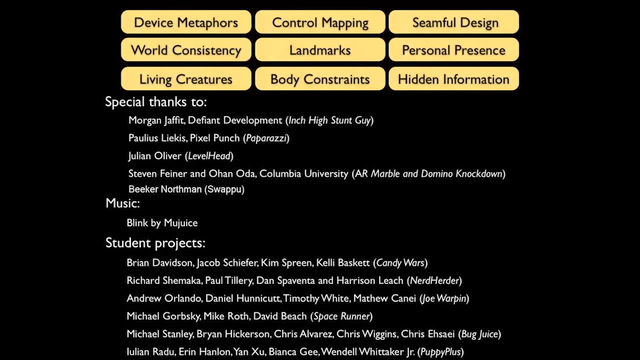 Device Metaphors Control Mapping Seamful Design
World Consistency Landmarks Personal Presence
Living Creatures Body Constraints Hidden Information
Special thanks to:
Morgan Jaffit, Defiant Development (Inch High Stunt Guy)
Paulius Liekis, Pixel Punch (Paparazzi)
Julian Oliver (LevelHead)
Steven Feiner and Ohan Oda, Columbia University (AR Marble and Domino Knockdown)
Beeker Northman (Swappu)
Music:
Blink by Mujuice
Student projects:
Brian Davidson, Jacob Schiefer, Kim Spreen, Kelli Baskett (Candy Wars)
Richard Shemaka, Paul Tillery, Dan Spaventa and Harrison Leach (NerdHerder)
Andrew Orlando, Daniel Hunnicutt, Timothy White, Mathew Canei (Joe Warpin)
Michael Gorbsky, Mike Roth, David Beach (Space Runner)
Michael Stanley, Bryan Hickerson, Chris Alvarez, Chris Wiggins, Chris Ehsaei (Bug Juice)
Iulian Radu, Erin Hanlon, Yan Xu, Bianca Gee, Wendell Whittaker Jr. (PuppyPlus)